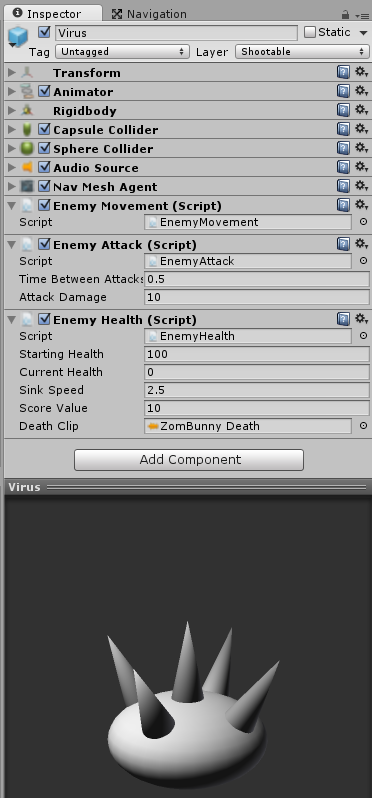 Inspector Navigation
Virus Static
Tag Untagged Layer Shootable
Transform
Animator
Rigidbody
Capsule Collider
Sphere Collider
Audio Source
Nav Mesh Agent
Enemy Movement (Script)
Script EnemyMovement
Enemy Attack (Script)
Script EnemyAttack
Time Between Attacks 0.5
Attack Damage 10
Enemy Health (Script)
Script EnemyHealth
Starting Health 100
Current Health 0
Sink Speed 2.5
Score Value 10
Death Clip ZomBunny Death
Add Component
Virus